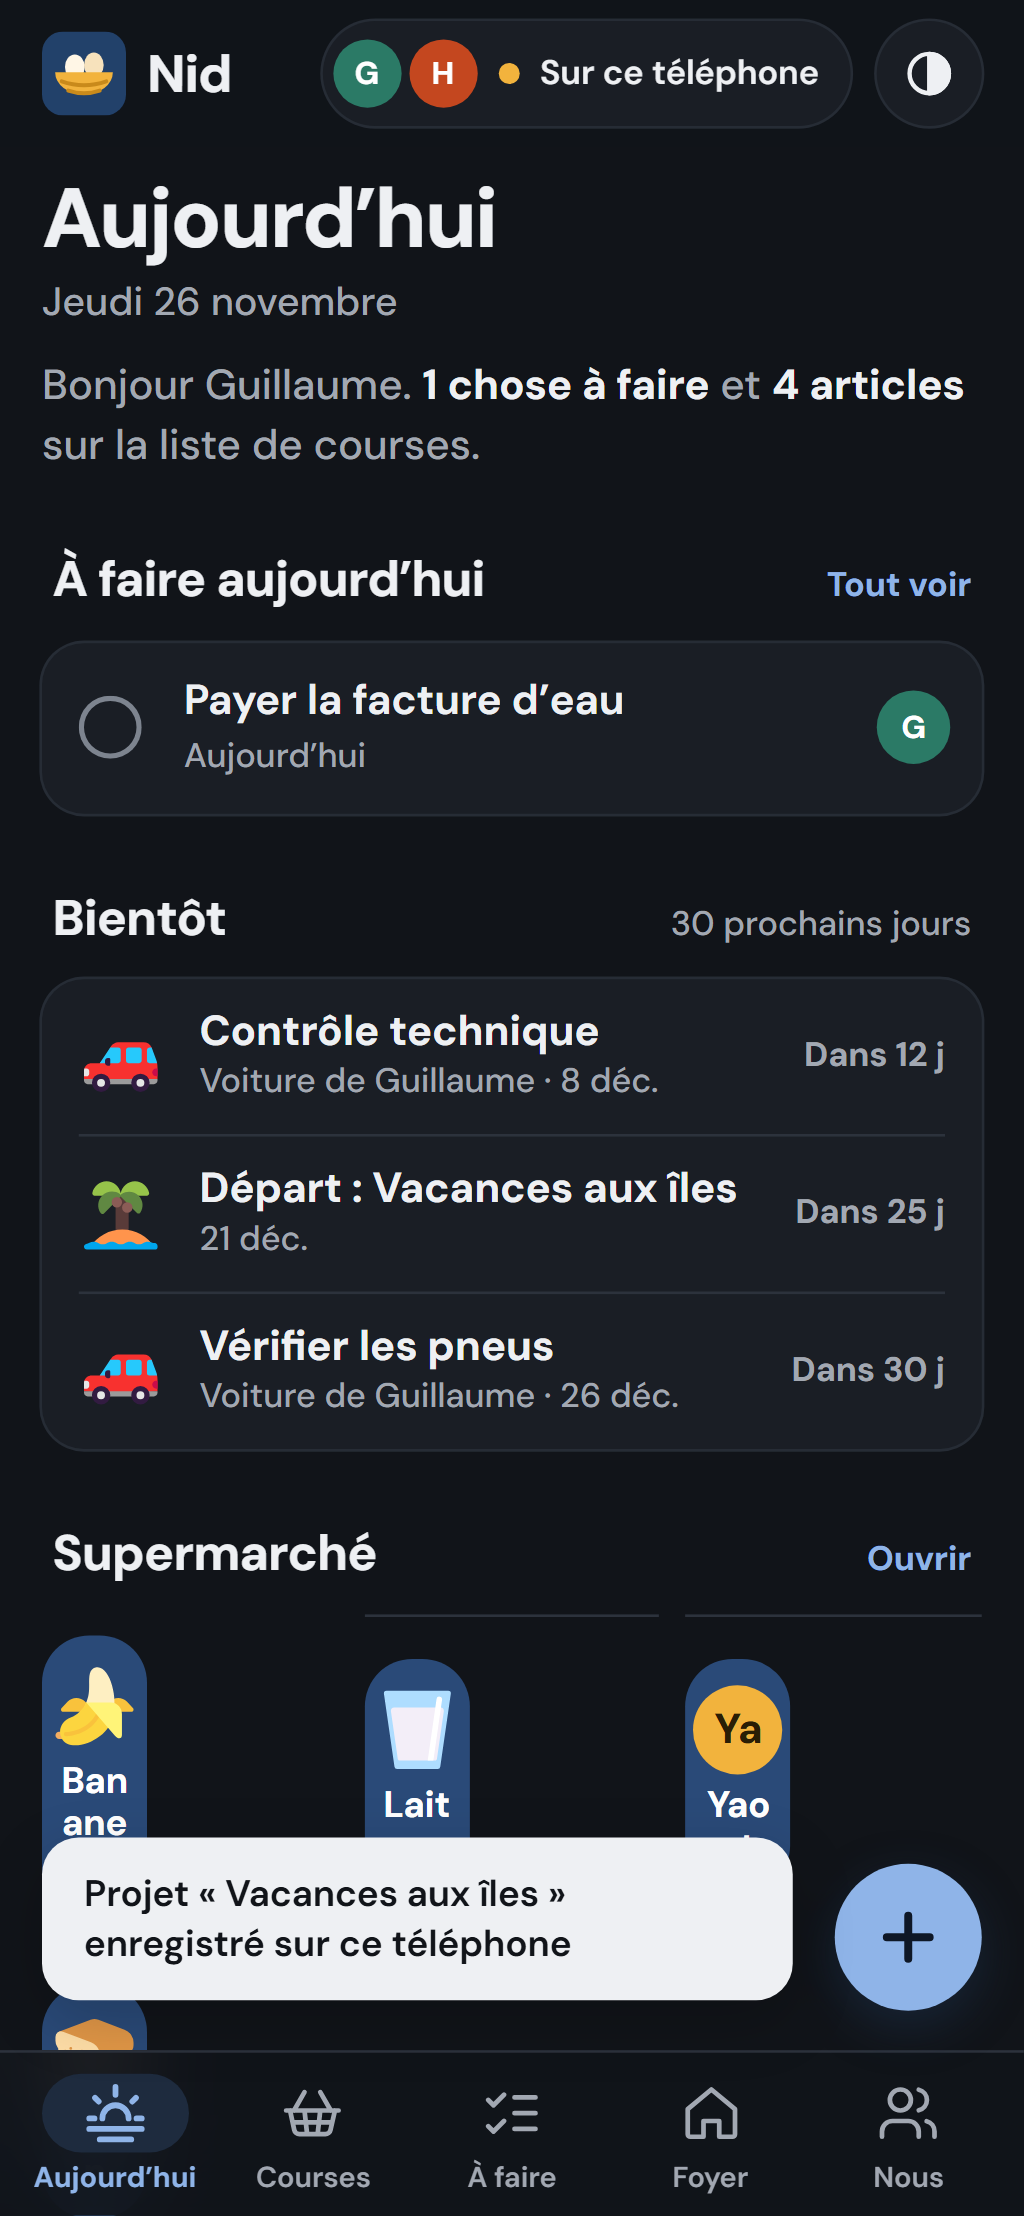 Nid
G H Sur ce téléphone
Aujourd’hui
Jeudi 26 novembre
Bonjour Guillaume. 1 chose à faire et 4 articles
sur la liste de courses.
À faire aujourd’hui
Tout voir
Payer la facture d’eau
Aujourd’hui
G
Bientôt
30 prochains jours
Contrôle technique
Voiture de Guillaume · 8 déc.
Dans 12 j
Départ : Vacances aux îles
21 déc.
Dans 25 j
Vérifier les pneus
Voiture de Guillaume · 26 déc.
Dans 30 j
Supermarché
Ouvrir
Ban
ane
Lait
Ya
Yao
Projet « Vacances aux îles »
enregistré sur ce téléphone
Aujourd’hui
Courses
À faire
Foyer
Nous